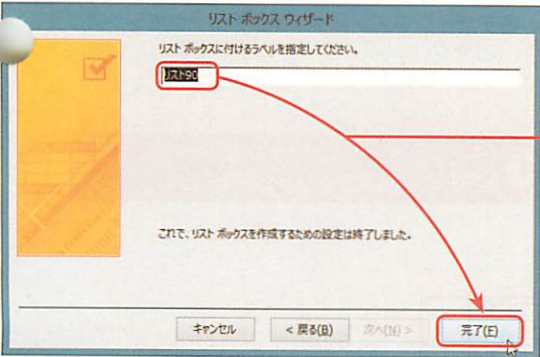 リスト ボックス ウィザード
リスト ボックスに付けるラベルを指定してください。
リスト90
これで、リスト ボックスを作成するための設定は終了しました。
キャンセル
< 戻る(B)
次へ(N) >
完了(F)